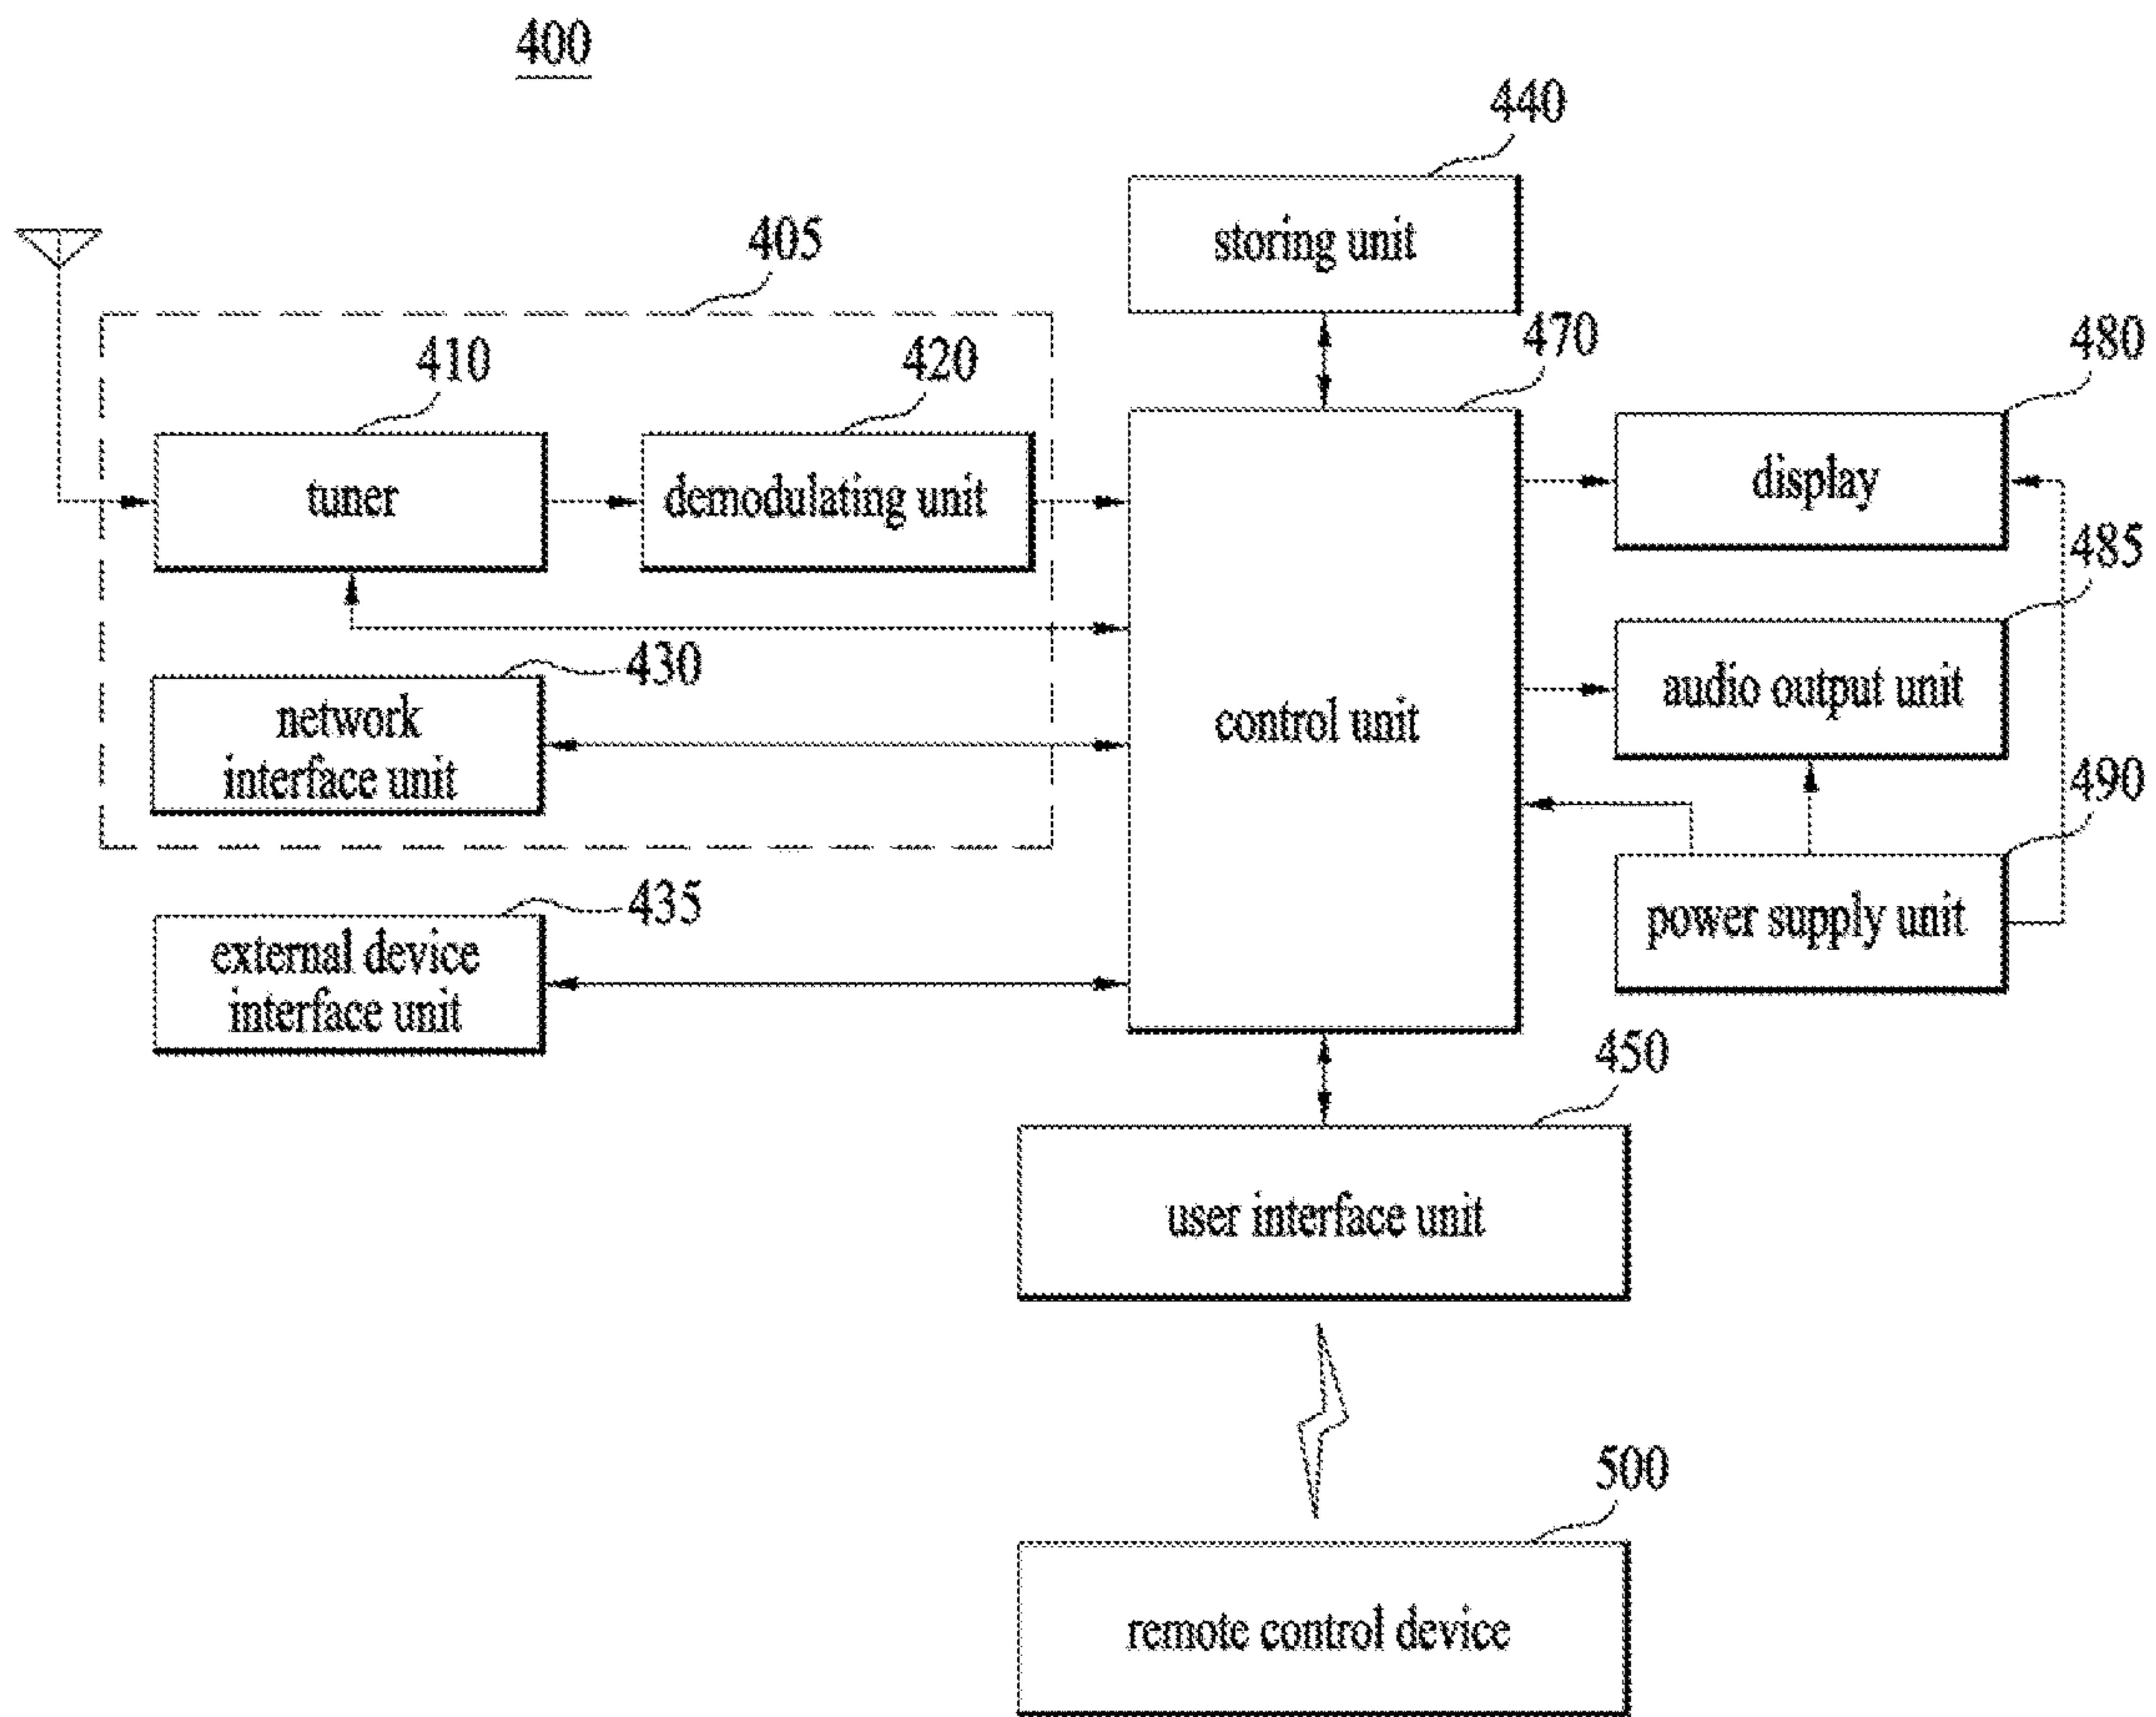 400
440
storing unit
405
470
480
410
420
tuner
demodulating unit
display
485
430
network
interface unit
control unit
audio output unit
490
435
external device
interface unit
power supply unit
450
user interface unit
500
remote control device